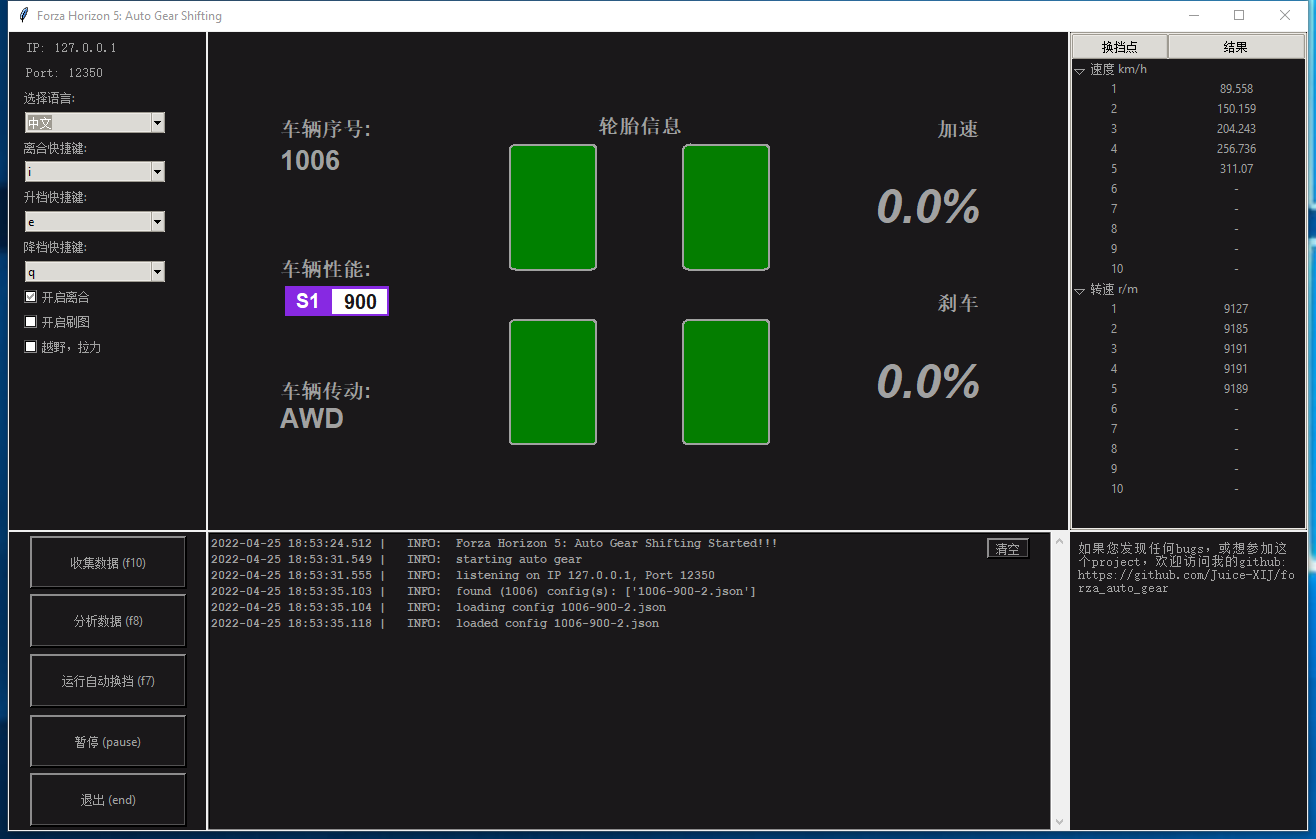 Forza Horizon 5: Auto Gear Shifting
IP: 127.0.0.1
Port: 12350
选择语言:
中文
离合快捷键:
i
升档快捷键:
e
降档快捷键:
q
开启离合
开启刷图
越野，拉力
车辆序号:
1006
车辆性能:
S1 900
车辆传动:
AWD
轮胎信息
加速
0.0%
刹车
0.0%
换挡点 结果
速度 km/h
1 89.558
2 150.159
3 204.243
4 256.736
5 311.07
6 -
7 -
8 -
9 -
10 -
转速 r/m
1 9127
2 9185
3 9191
4 9191
5 9189
6 -
7 -
8 -
9 -
10 -
收集数据 (f10)
分析数据 (f8)
运行自动换挡 (f7)
暂停 (pause)
退出 (end)
2022-04-25 18:53:24.512 | INFO: Forza Horizon 5: Auto Gear Shifting Started!!!
2022-04-25 18:53:31.549 | INFO: starting auto gear
2022-04-25 18:53:31.555 | INFO: listening on IP 127.0.0.1, Port 12350
2022-04-25 18:53:35.103 | INFO: found (1006) config(s): ['1006-900-2.json']
2022-04-25 18:53:35.104 | INFO: loading config 1006-900-2.json
2022-04-25 18:53:35.118 | INFO: loaded config 1006-900-2.json
清空
如果您发现任何bugs，或想参加这
个project，欢迎访问我的github:
https://github.com/Juice-XIJ/fo
rza_auto_gear